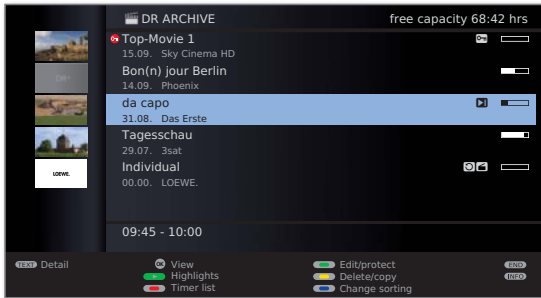 DR ARCHIVE free capacity 68:42 hrs
Top-Movie 1
15.09. Sky Cinema HD
Bon(n) jour Berlin
14.09. Phoenix
DR+
da capo
31.08. Das Erste
Tagesschau
29.07. 3sat
Individual
00.00. LOEWE.
LOEWE.
09:45 - 10:00
TEXT Detail OK View Edit/protect END
Highlights Delete/copy INFO
Timer list Change sorting